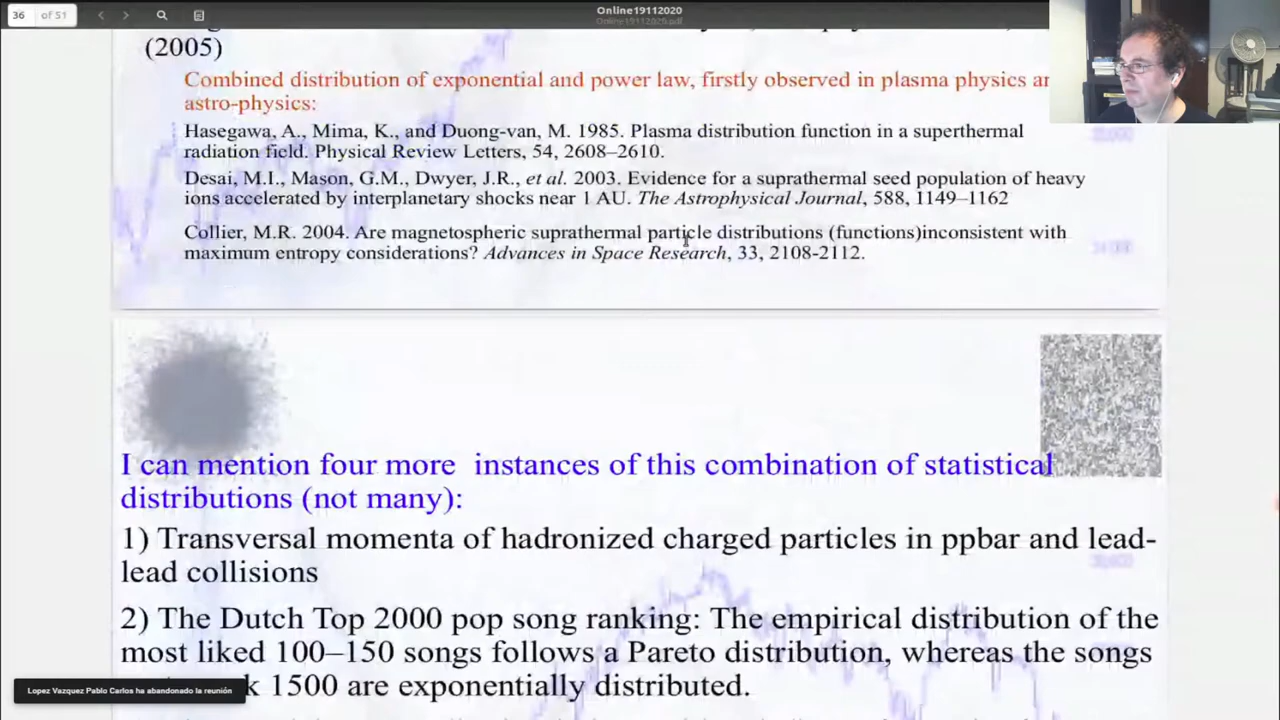 36 of 51
Online19112020
Online19112020.pdf
(2005)
Combined distribution of exponential and power law, firstly observed in plasma physics
astro-physics:
Hasegawa, A., Mima, K., and Duong-van, M. 1985. Plasma distribution function in a superthermal
radiation field. Physical Review Letters, 54, 2608–2610.
Desai, M.I., Mason, G.M., Dwyer, J.R., et al. 2003. Evidence for a suprathermal seed population of heavy
ions accelerated by interplanetary shocks near 1 AU. The Astrophysical Journal, 588, 1149–1162
Collier, M.R. 2004. Are magnetospheric suprathermal particle distributions (functions)inconsistent with
maximum entropy considerations? Advances in Space Research, 33, 2108-2112.
I can mention four more instances of this combination of statistical
distributions (not many):
1) Transversal momenta of hadronized charged particles in ppbar and lead-
lead collisions
2) The Dutch Top 2000 pop song ranking: The empirical distribution of the
most liked 100–150 songs follows a Pareto distribution, whereas the songs
k 1500 are exponentially distributed.
Lopez Vazquez Pablo Carlos ha abandonado la reunión